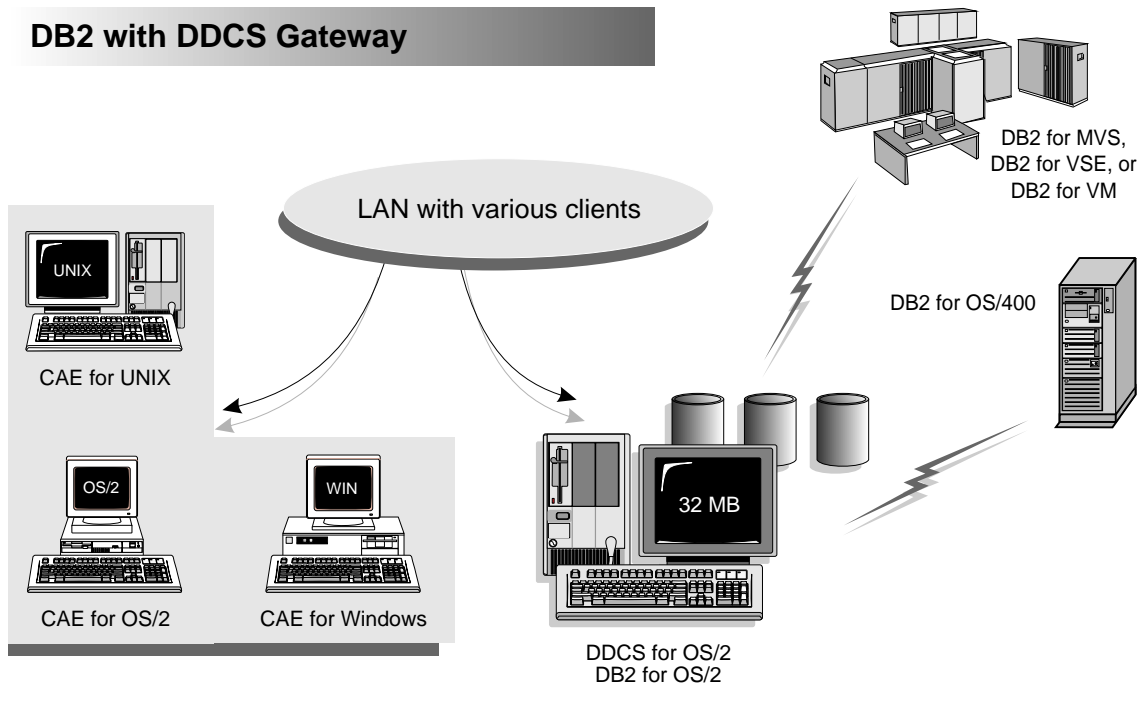 DB2 with DDCS Gateway
DB2 for MVS,
DB2 for VSE, or
DB2 for VM
LAN with various clients
UNIX
CAE for UNIX
DB2 for OS/400
OS/2
CAE for OS/2
WIN
CAE for Windows
32 MB
DDCS for OS/2
DB2 for OS/2